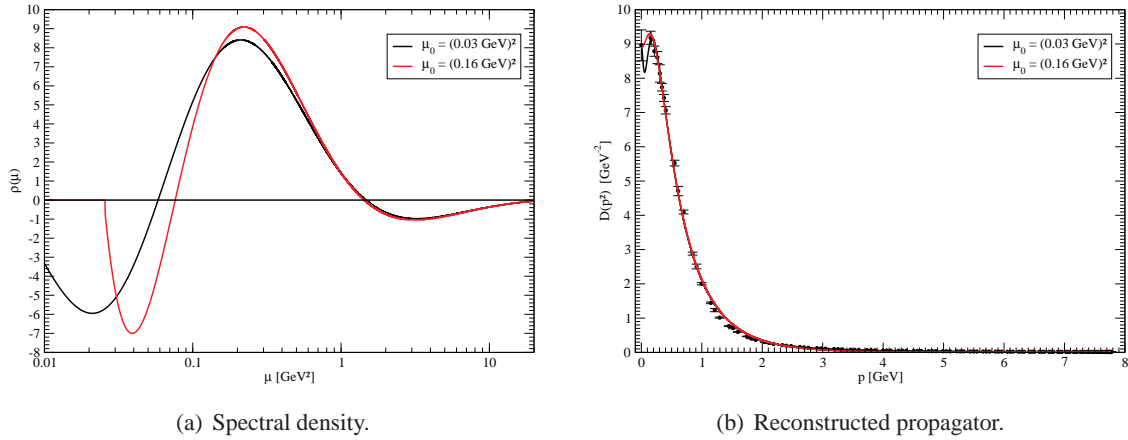 10
9
8
7
6
5
4
3
2
1
0
-1
-2
-3
-4
-5
-6
-7
-8
ρ(μ)
μ₀ = (0.03 GeV)²
μ₀ = (0.16 GeV)²
0.01 0.1 1 10
μ [GeV²]
(a) Spectral density.
10
9
8
7
6
5
4
3
2
1
0
D(p²) [GeV⁻²]
μ₀ = (0.03 GeV)²
μ₀ = (0.16 GeV)²
0 1 2 3 4 5 6 7 8
p [GeV]
(b) Reconstructed propagator.